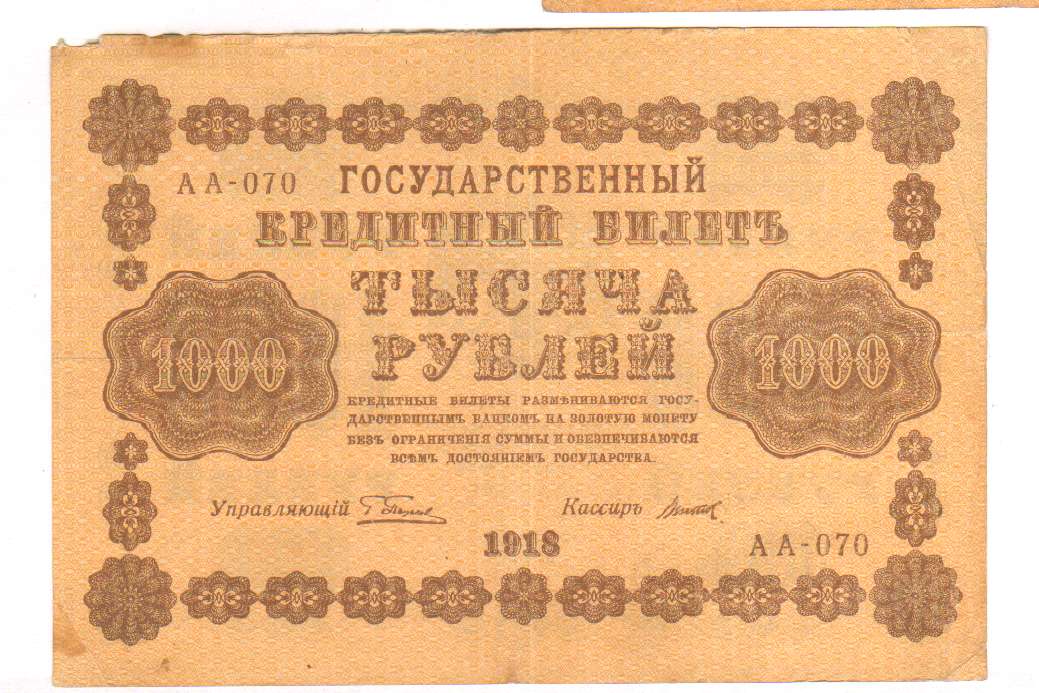 АА-070 ГОСУДАРСТВЕННЫЙ
КРЕДИТНЫЙ БИЛЕТЪ
ТЫСЯЧА
РУБЛЕЙ
1000 1000
КРЕДИТНЫЕ БИЛЕТЫ РАЗМѢНИВАЮТСЯ ГОСУ-
ДАРСТВЕННЫМЪ БАНКОМЪ НА ЗОЛОТУЮ МОНЕТУ
БЕЗЪ ОГРАНИЧЕНІЯ СУММЫ И ОБЕЗПЕЧИВАЮТСЯ
ВСѢМЪ ДОСТОЯНІЕМЪ ГОСУДАРСТВА.
Управляющій Кассиръ
1918 АА-070